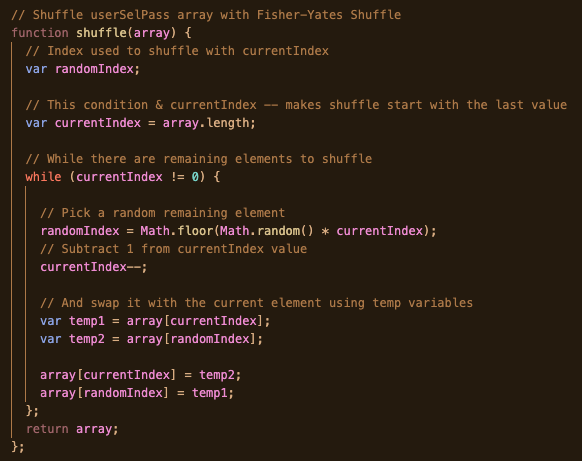 // Shuffle userSelPass array with Fisher-Yates Shuffle
function shuffle(array) {
// Index used to shuffle with currentIndex
var randomIndex;
// This condition & currentIndex -- makes shuffle start with the last value
var currentIndex = array.length;
// While there are remaining elements to shuffle
while (currentIndex != 0) {
// Pick a random remaining element
randomIndex = Math.floor(Math.random() * currentIndex);
// Subtract 1 from currentIndex value
currentIndex--;
// And swap it with the current element using temp variables
var temp1 = array[currentIndex];
var temp2 = array[randomIndex];
array[currentIndex] = temp2;
array[randomIndex] = temp1;
};
return array;
};